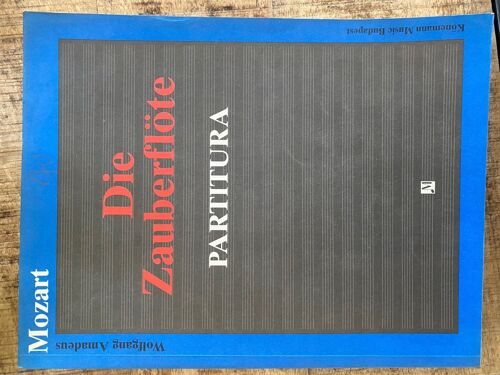 Mozart
Wolfgang Amadeus
Die
Zauberflöte
PARTITURA
M
Könemann Music Budapest